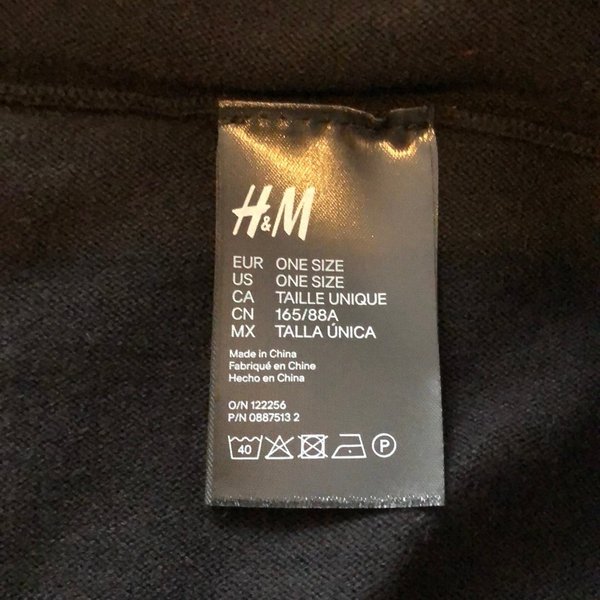 H&M
EUR ONE SIZE
US ONE SIZE
CA TAILLE UNIQUE
CN 165/88A
MX TALLA ÚNICA
Made in China
Fabriqué en Chine
Hecho en China
O/N 122256
P/N 0887513 2
40 P